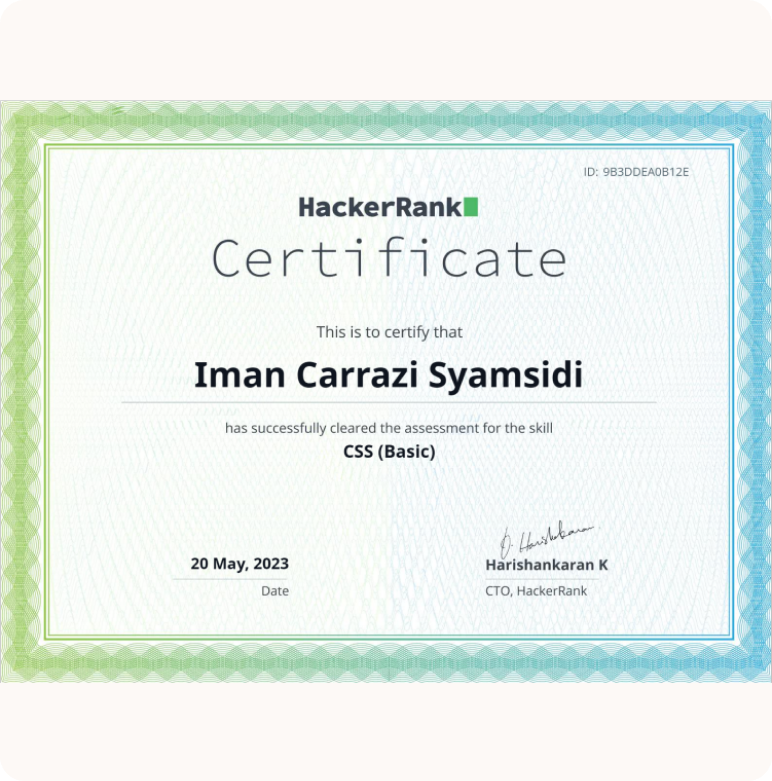 ID: 9B3DDEA0B12E
HackerRank
Certificate
This is to certify that
Iman Carrazi Syamsidi
has successfully cleared the assessment for the skill
CSS (Basic)
20 May, 2023
Date
D. Harishankaran
Harishankaran K
CTO, HackerRank